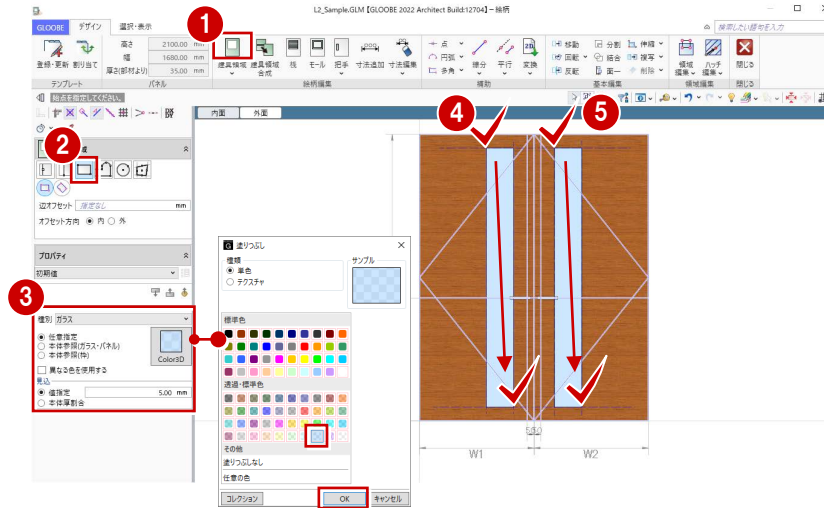 L2_Sample.GLM【GLOOBE 2022 Architect Build:12704】- 絵柄
GLOOBE デザイン 選択・表示
検索したい語句を入力
1
登録・更新 割り当て
高さ 2100.00 mm
幅 1680.00 mm
厚さ(部材より) 35.00 mm
建具領域 建具領域合成 桟 モール 把手 寸法追加 寸法編集
点 円弧 多角 線分 平行 変換
移動 分割 伸縮
回転 結合 複写
反転 面一 削除
領域編集 ハッチ編集 閉じる
テンプレート パネル 絵柄編集 補助 基本編集 領域編集 閉じる
始点を指定してください。
内面 外面
2
成
4
5
辺オフセット 指定なし mm
オフセット方向 内 外
プロパティ
初期値
3
種別 ガラス
任意指定
本体参照(ガラス・パネル)
本体参照(枠)
Color3D
異なる色を使用する
見込
値指定 5.00 mm
本体厚割合
G 塗りつぶし
種類
単色
テクスチャ
サンプル
標準色
透過・標準色
その他
塗りつぶしなし
任意の色
コレクション OK キャンセル
W1
W2